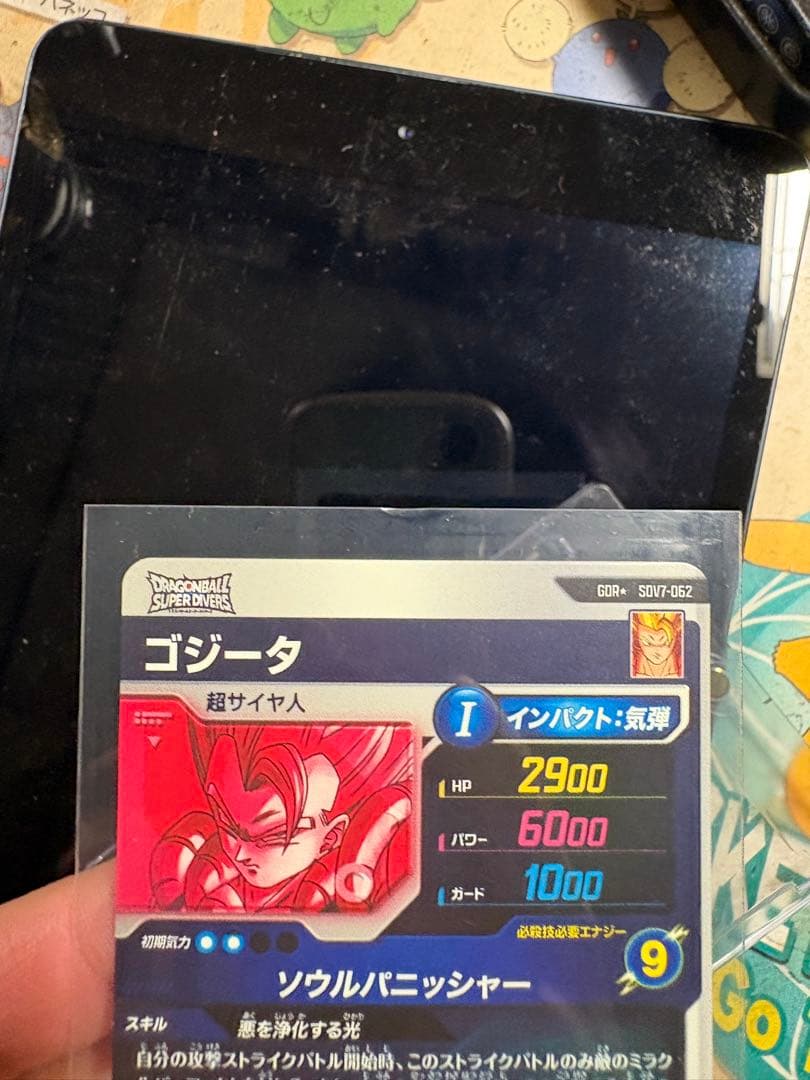 パネッコ
DRAGONBALL
SUPER DIVERS
GDR★ SDV7-062
ゴジータ
超サイヤ人
I インパクト:気弾
HP 2900
パワー 6000
ガード 1000
初期気力
必殺技必要エナジー
9
ソウルパニッシャー
スキル 悪を浄化する光
自分の攻撃ストライクバトル開始時、このストライクバトルのみ敵のミラク
Go